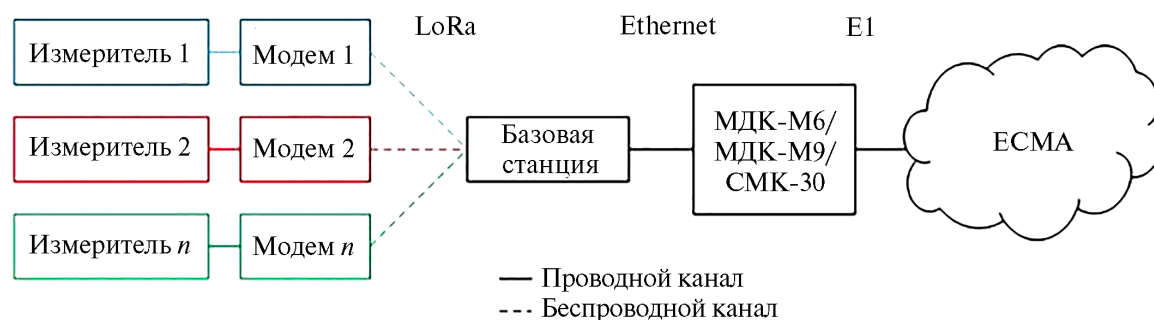 LoRa
Ethernet
E1
Измеритель 1
Модем 1
Измеритель 2
Модем 2
Измеритель n
Модем n
Базовая
станция
МДК-М6/
МДК-М9/
СМК-30
ЕСМА
Проводной канал
Беспроводной канал